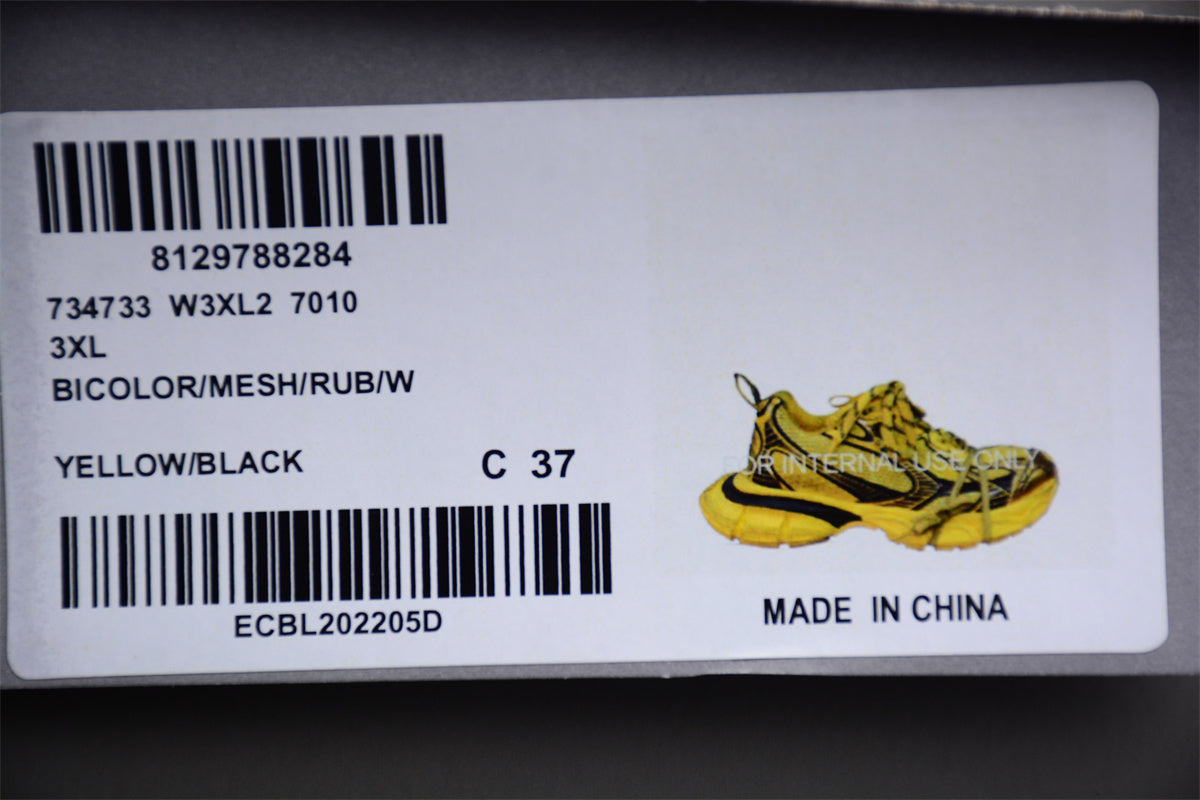 8129788284
734733 W3XL2 7010
3XL
BICOLOR/MESH/RUB/W
YELLOW/BLACK C 37
ECBL202205D
FOR INTERNAL USE ONLY
MADE IN CHINA